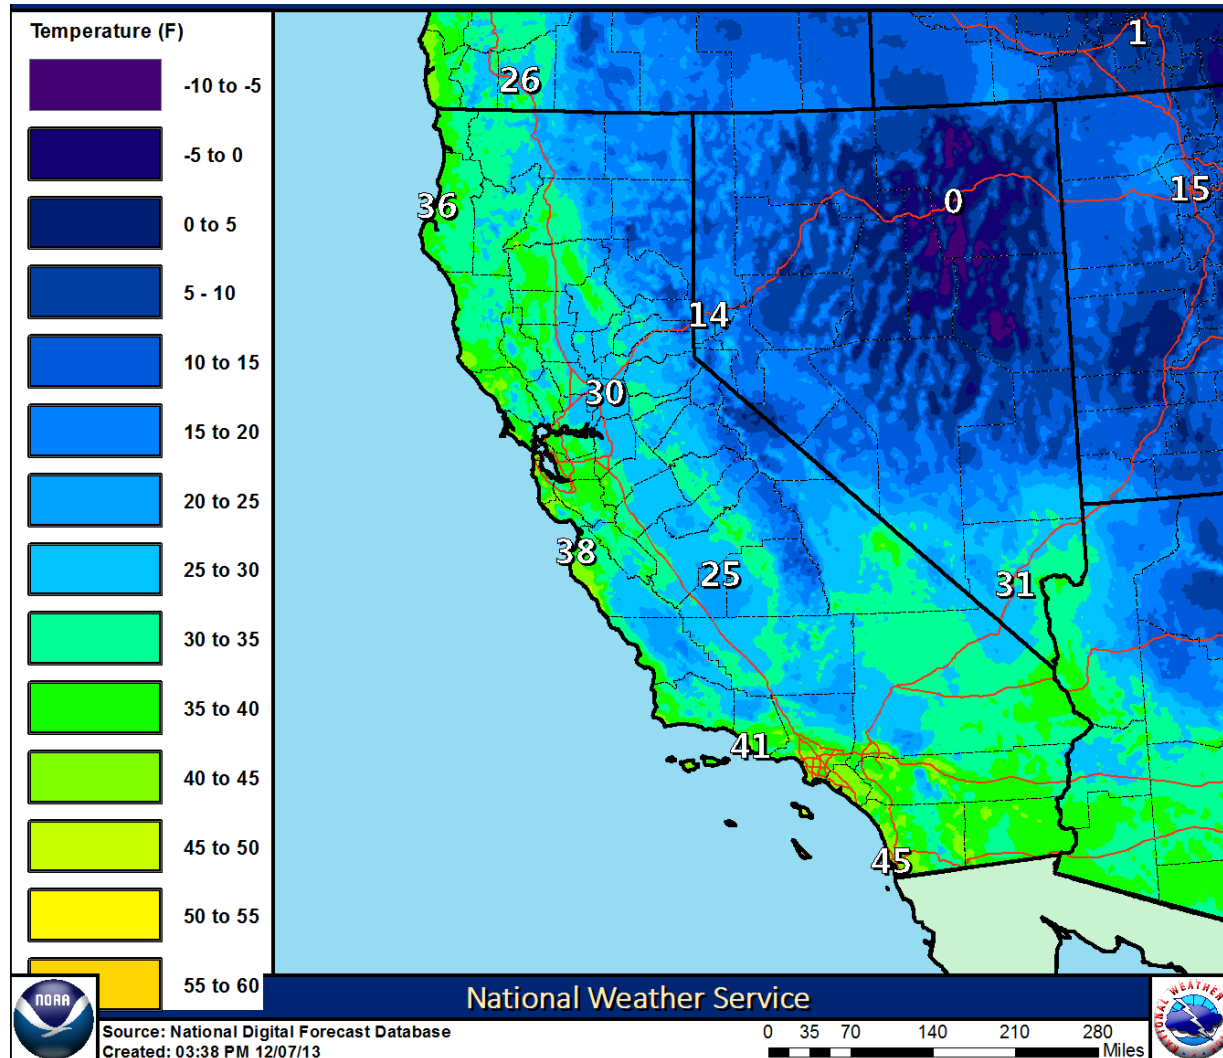 Temperature (F)
-10 to -5
-5 to 0
0 to 5
5 - 10
10 to 15
15 to 20
20 to 25
25 to 30
30 to 35
35 to 40
40 to 45
45 to 50
50 to 55
55 to 60
1
26
36
0
15
14
30
38
25
31
41
45
NOAA
National Weather Service
Source: National Digital Forecast Database
Created: 03:38 PM 12/07/13
0 35 70 140 210 280
Miles
NATIONAL WEATHER